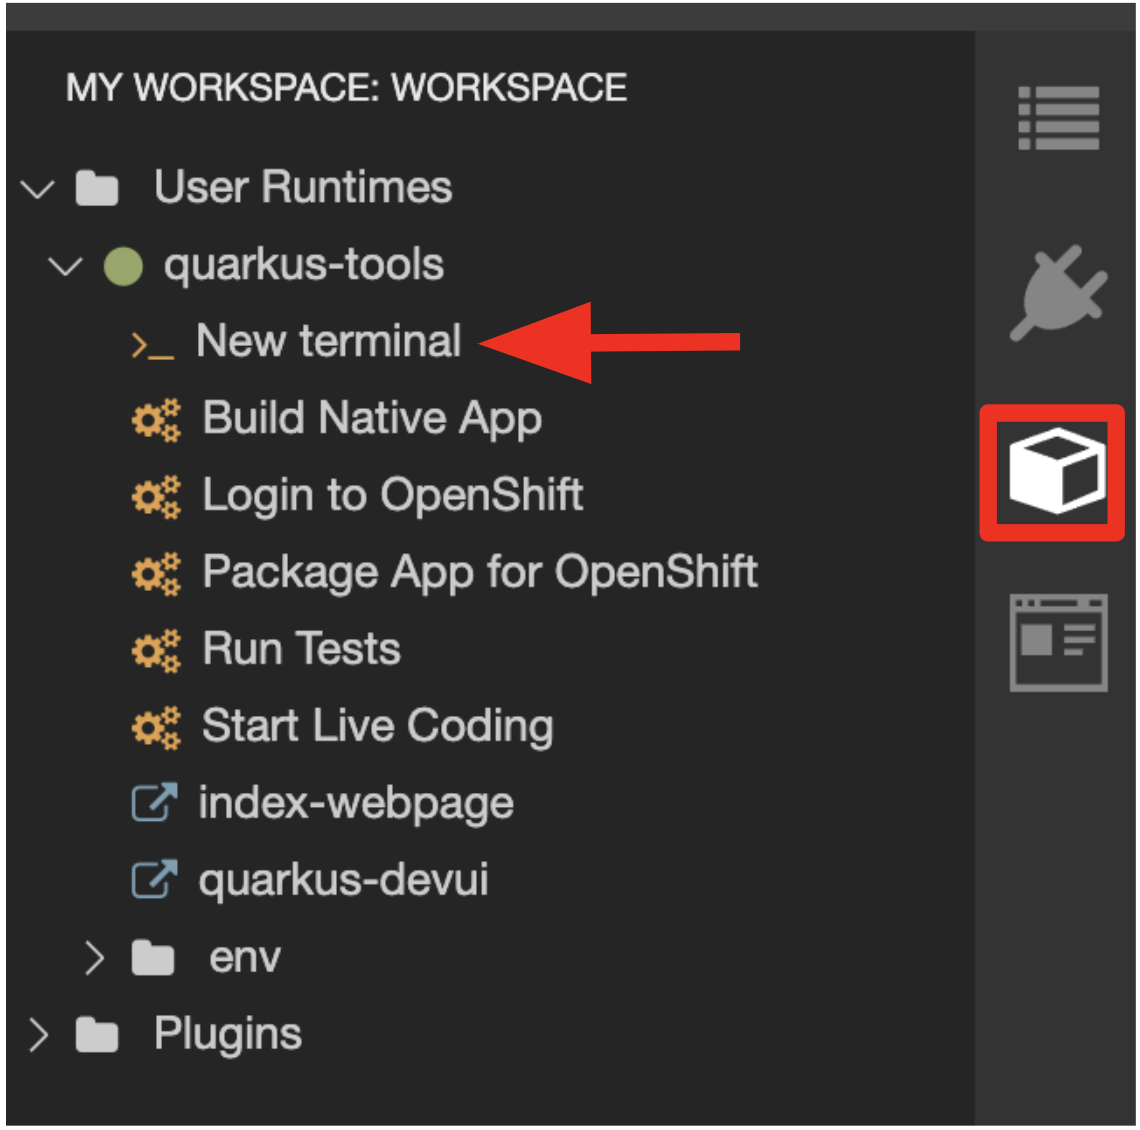 MY WORKSPACE: WORKSPACE
User Runtimes
quarkus-tools
>_ New terminal
Build Native App
Login to OpenShift
Package App for OpenShift
Run Tests
Start Live Coding
index-webpage
quarkus-devui
env
Plugins